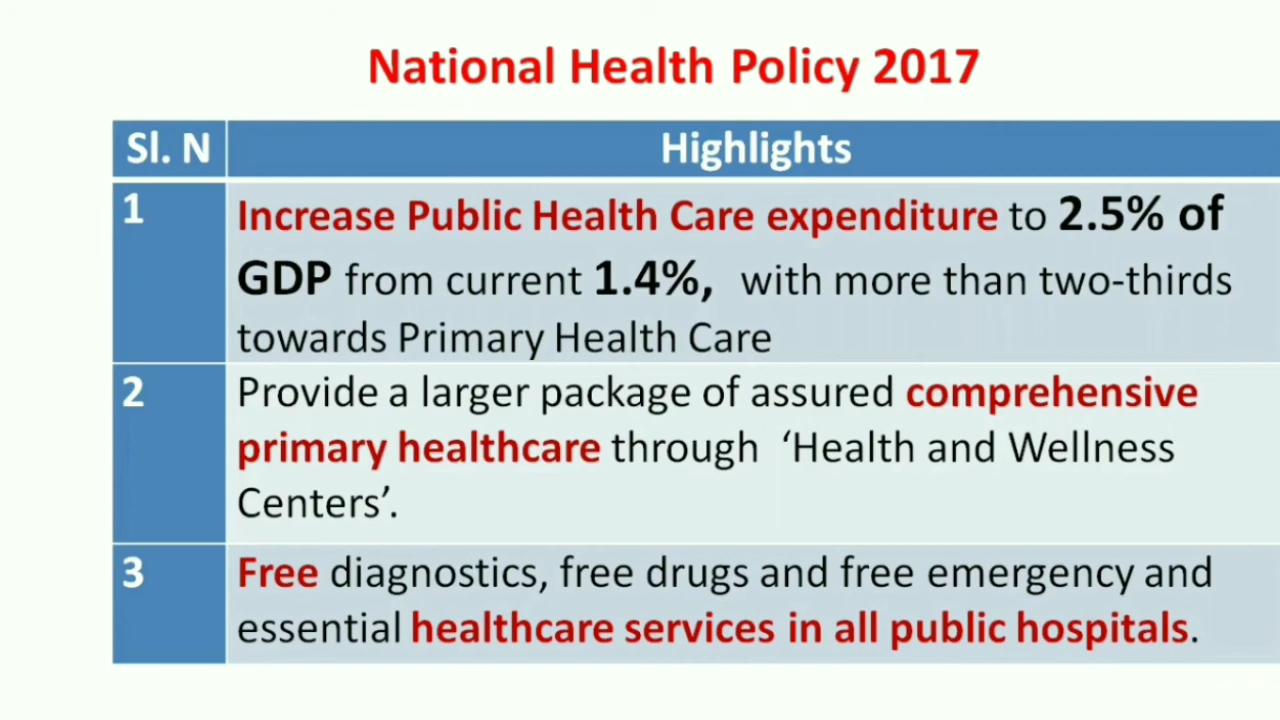 National Health Policy 2017
Sl. N Highlights
1 Increase Public Health Care expenditure to 2.5% of
GDP from current 1.4%, with more than two-thirds
towards Primary Health Care
2 Provide a larger package of assured comprehensive
primary healthcare through ‘Health and Wellness
Centers’.
3 Free diagnostics, free drugs and free emergency and
essential healthcare services in all public hospitals.